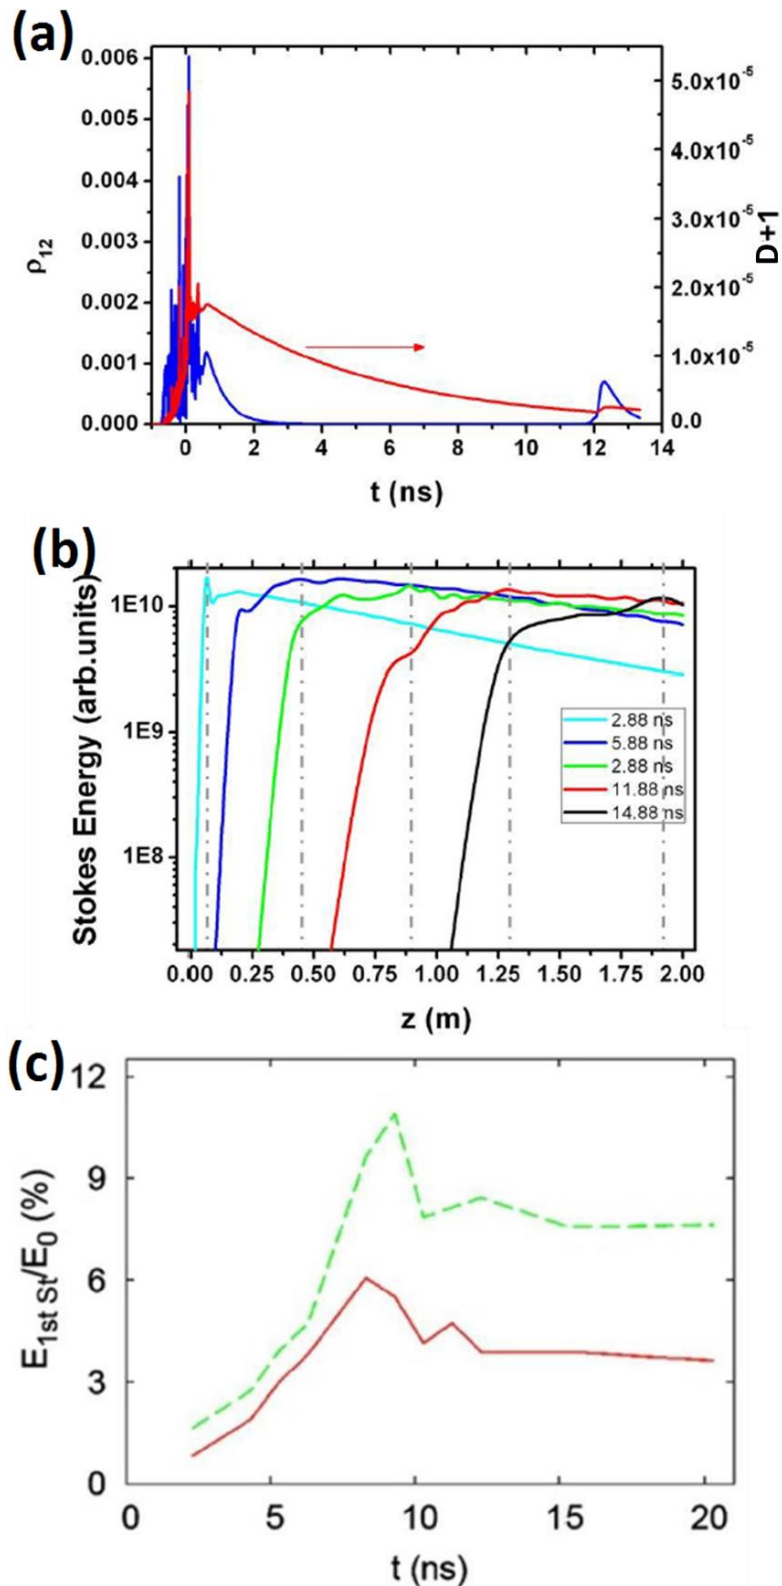 (a)
0.006
0.005
0.004
0.003
0.002
0.001
0.000
ρ12
5.0x10-5
4.0x10-5
3.0x10-5
2.0x10-5
1.0x10-5
0.0
D+1
0 2 4 6 8 10 12 14
t (ns)
(b)
Stokes Energy (arb.units)
1E10
1E9
1E8
2.88 ns
5.88 ns
2.88 ns
11.88 ns
14.88 ns
0.00 0.25 0.50 0.75 1.00 1.25 1.50 1.75 2.00
z (m)
(c)
12
9
6
3
0
E1st St/E0 (%)
0 5 10 15 20
t (ns)